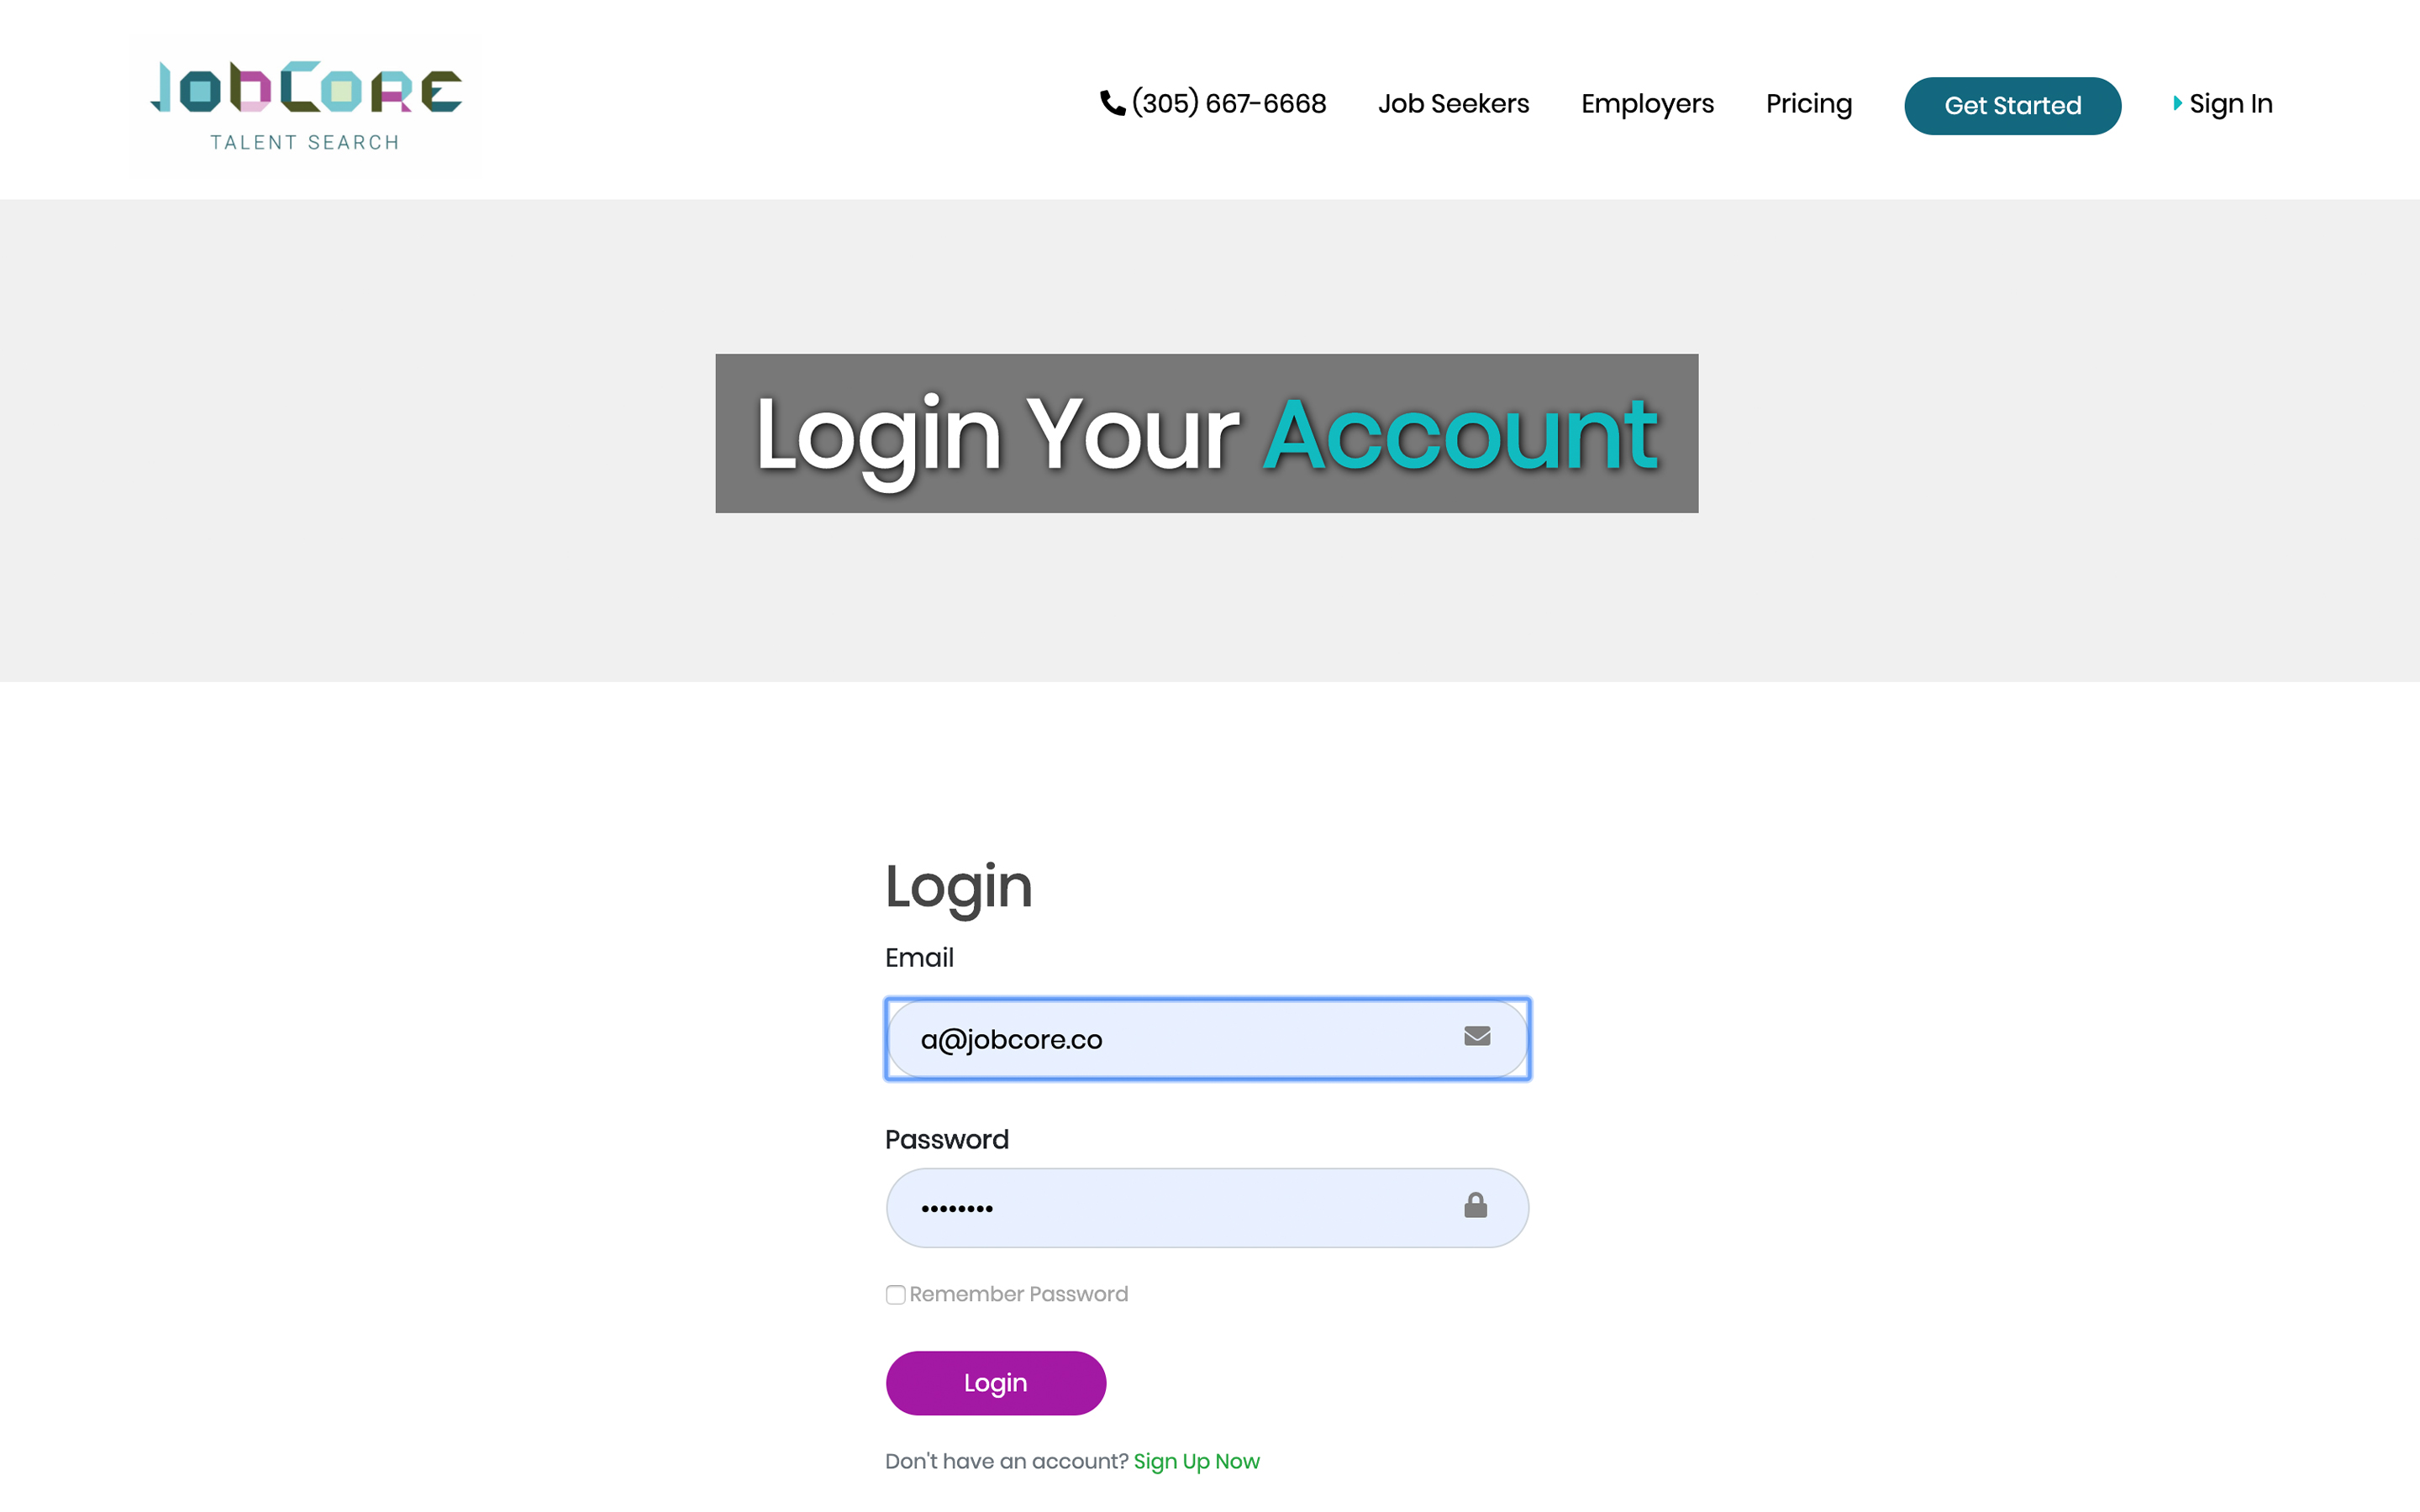 JobCore
TALENT SEARCH
(305) 667-6668 Job Seekers Employers Pricing Get Started Sign In
Login Your Account
Login
Email
a@jobcore.co
Password
••••••••
Remember Password
Login
Don't have an account? Sign Up Now